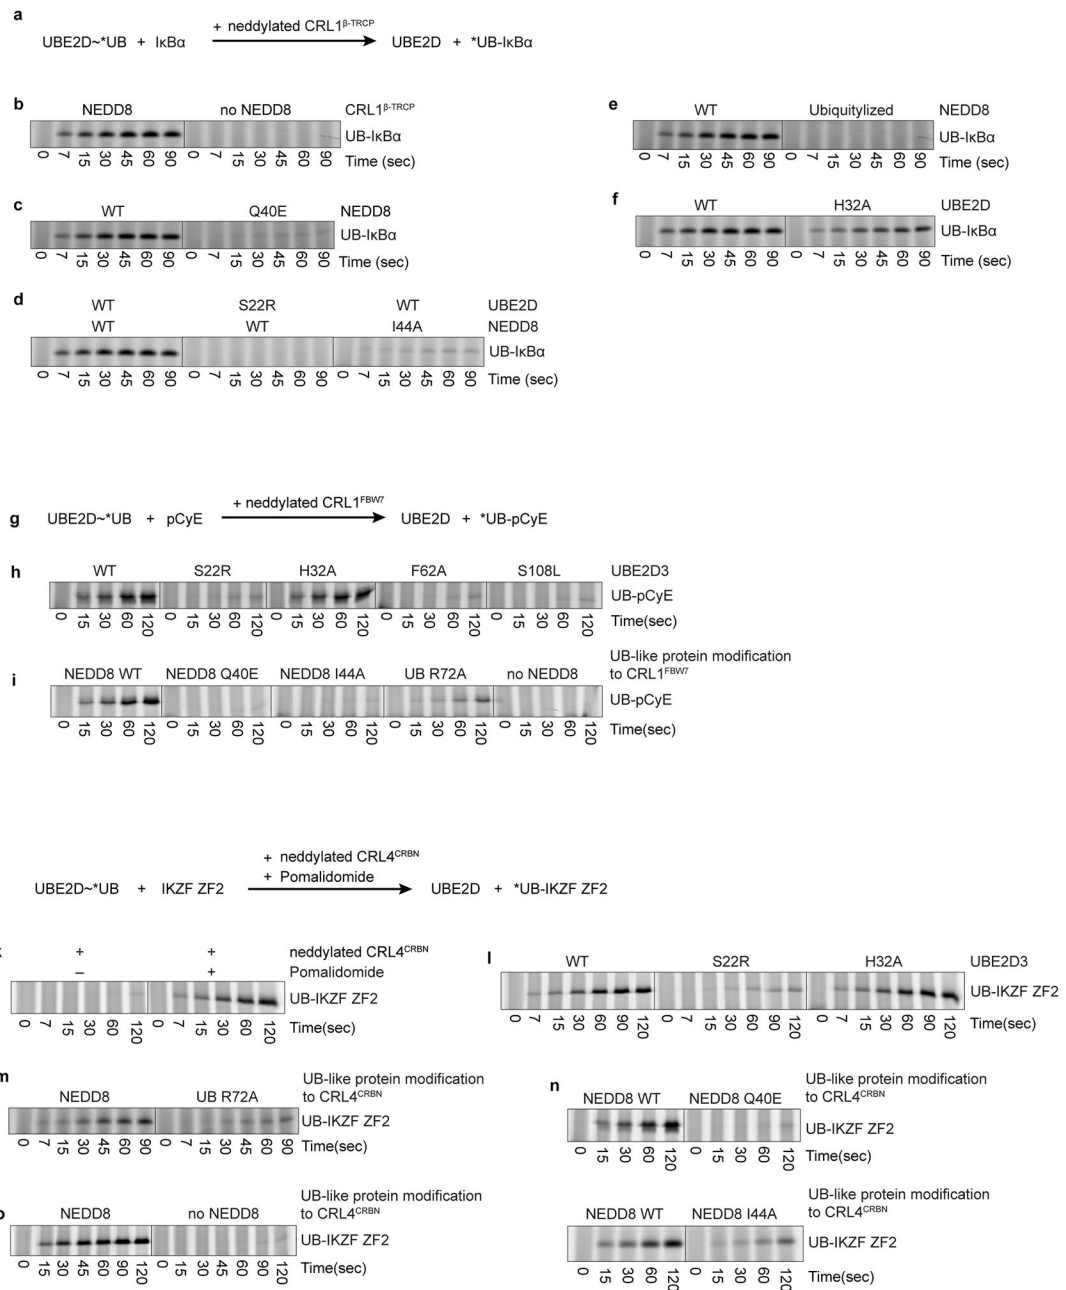 a
+ neddylated CRL1β-TRCP
UBE2D~*UB + IκBα UBE2D + *UB-IκBα
b
NEDD8 no NEDD8 CRL1β-TRCP
UB-IκBα
0 7 15 30 45 60 90 0 7 15 30 45 60 90 Time (sec)
e
WT Ubiquitylized NEDD8
UB-IκBα
0 7 15 30 45 60 90 0 7 15 30 45 60 90 Time (sec)
c
WT Q40E NEDD8
UB-IκBα
0 7 15 30 45 60 90 0 7 15 30 45 60 90 Time (sec)
f
WT H32A UBE2D
UB-IκBα
0 7 15 30 45 60 90 0 7 15 30 45 60 90 Time (sec)
d
WT S22R WT UBE2D
WT WT I44A NEDD8
UB-IκBα
0 7 15 30 45 60 90 0 7 15 30 45 60 90 0 7 15 30 45 60 90 Time (sec)
g
+ neddylated CRL1FBW7
UBE2D~*UB + pCyE UBE2D + *UB-pCyE
h
WT S22R H32A F62A S108L UBE2D3
UB-pCyE
0 15 30 60 120 0 15 30 60 120 0 15 30 60 120 0 15 30 60 120 0 15 30 60 120 Time(sec)
i
UB-like protein modification
to CRL1FBW7
NEDD8 WT NEDD8 Q40E NEDD8 I44A UB R72A no NEDD8
UB-pCyE
0 15 30 60 120 0 15 30 60 120 0 15 30 60 120 0 15 30 60 120 0 15 30 60 120 Time(sec)
+ neddylated CRL4CRBN
+ Pomalidomide
UBE2D~*UB + IKZF ZF2 UBE2D + *UB-IKZF ZF2
+ + neddylated CRL4CRBN
– + Pomalidomide
UB-IKZF ZF2
0 7 15 30 60 120 0 7 15 30 60 120 Time(sec)
l
WT S22R H32A UBE2D3
UB-IKZF ZF2
0 7 15 30 60 90 120 0 7 15 30 60 90 120 0 7 15 30 60 90 120 Time(sec)
m
UB-like protein modification
to CRL4CRBN
NEDD8 UB R72A
UB-IKZF ZF2
0 7 15 30 45 60 90 0 7 15 30 45 60 90 Time(sec)
n
UB-like protein modification
to CRL4CRBN
NEDD8 WT NEDD8 Q40E
UB-IKZF ZF2
0 15 30 60 120 0 15 30 60 120 Time(sec)
UB-like protein modification
to CRL4CRBN
NEDD8 no NEDD8
UB-IKZF ZF2
0 15 30 45 60 90 120 0 15 30 45 60 90 120 Time(sec)
UB-like protein modification
to CRL4CRBN
NEDD8 WT NEDD8 I44A
UB-IKZF ZF2
0 15 30 60 120 0 15 30 60 120 Time(sec)